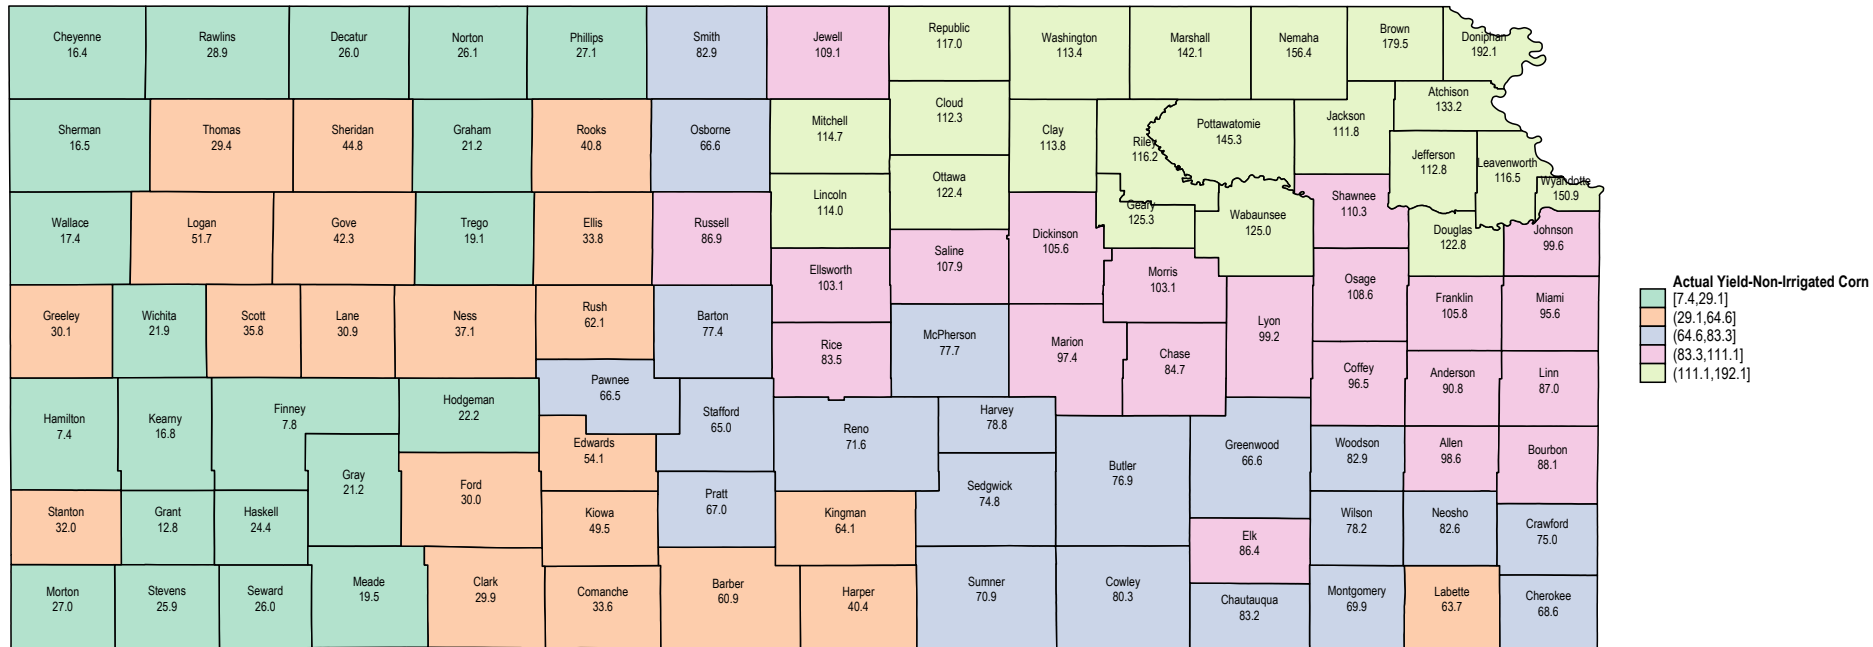 Cheyenne
16.4
Rawlins
28.9
Decatur
26.0
Norton
26.1
Phillips
27.1
Smith
82.9
Jewell
109.1
Republic
117.0
Washington
113.4
Marshall
142.1
Nemaha
156.4
Brown
179.5
Doniphan
192.1
Sherman
16.5
Thomas
29.4
Sheridan
44.8
Graham
21.2
Rooks
40.8
Osborne
66.6
Mitchell
114.7
Cloud
112.3
Clay
113.8
Riley
116.2
Pottawatomie
145.3
Jackson
111.8
Atchison
133.2
Jefferson
112.8
Leavenworth
116.5
Wyandotte
150.9
Wallace
17.4
Logan
51.7
Gove
42.3
Trego
19.1
Ellis
33.8
Russell
86.9
Lincoln
114.0
Ottawa
122.4
Saline
107.9
Dickinson
105.6
Geary
125.3
Wabaunsee
125.0
Shawnee
110.3
Douglas
122.8
Johnson
99.6
Ellsworth
103.1
Morris
103.1
Osage
108.6
Franklin
105.8
Miami
95.6
Greeley
30.1
Wichita
21.9
Scott
35.8
Lane
30.9
Ness
37.1
Rush
62.1
Barton
77.4
Rice
83.5
McPherson
77.7
Marion
97.4
Chase
84.7
Lyon
99.2
Coffey
96.5
Anderson
90.8
Linn
87.0
Hamilton
7.4
Kearny
16.8
Finney
7.8
Hodgeman
22.2
Pawnee
66.5
Stafford
65.0
Edwards
54.1
Reno
71.6
Harvey
78.8
Butler
76.9
Greenwood
66.6
Woodson
82.9
Allen
98.6
Bourbon
88.1
Gray
21.2
Ford
30.0
Kiowa
49.5
Pratt
67.0
Kingman
64.1
Sedgwick
74.8
Stanton
32.0
Grant
12.8
Haskell
24.4
Elk
86.4
Wilson
78.2
Neosho
82.6
Crawford
75.0
Morton
27.0
Stevens
25.9
Seward
26.0
Meade
19.5
Clark
29.9
Comanche
33.6
Barber
60.9
Harper
40.4
Sumner
70.9
Cowley
80.3
Chautauqua
83.2
Montgomery
69.9
Labette
63.7
Cherokee
68.6
Actual Yield-Non-Irrigated Corn
[7.4,29.1]
(29.1,64.6]
(64.6,83.3]
(83.3,111.1]
(111.1,192.1]